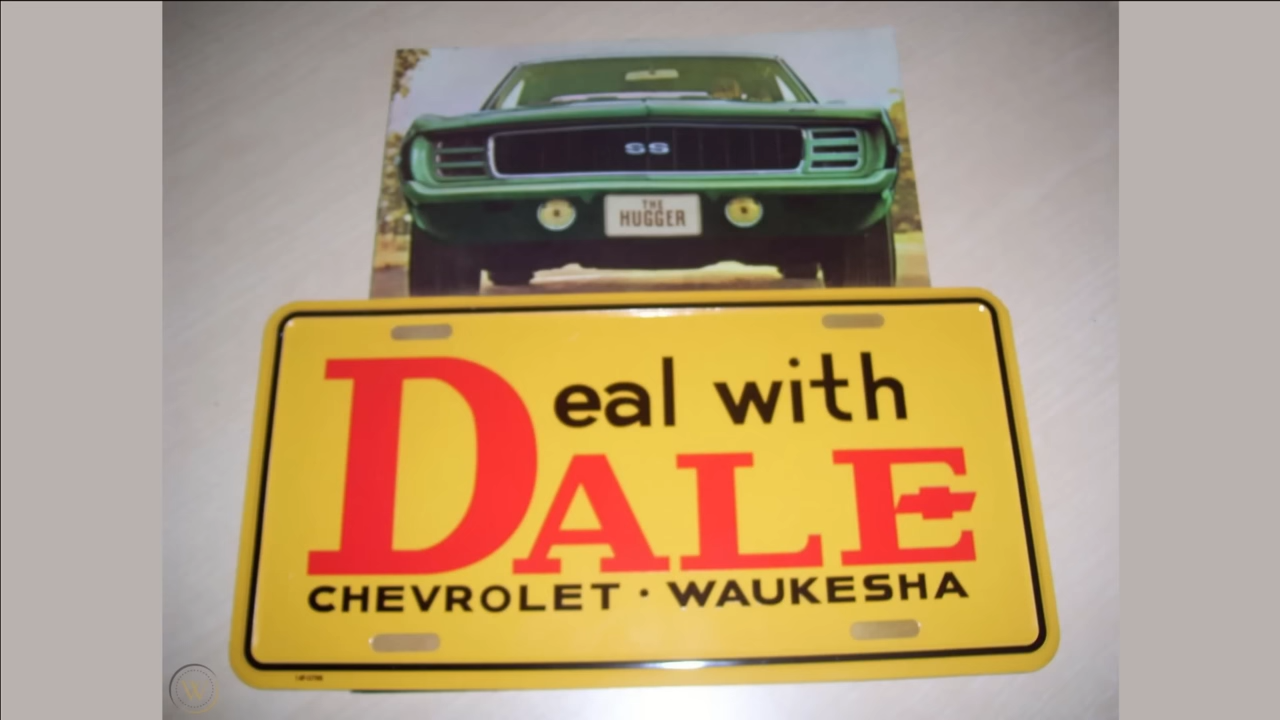 SS
THE
HUGGER
Deal with
DALE
CHEVROLET · WAUKESHA
W